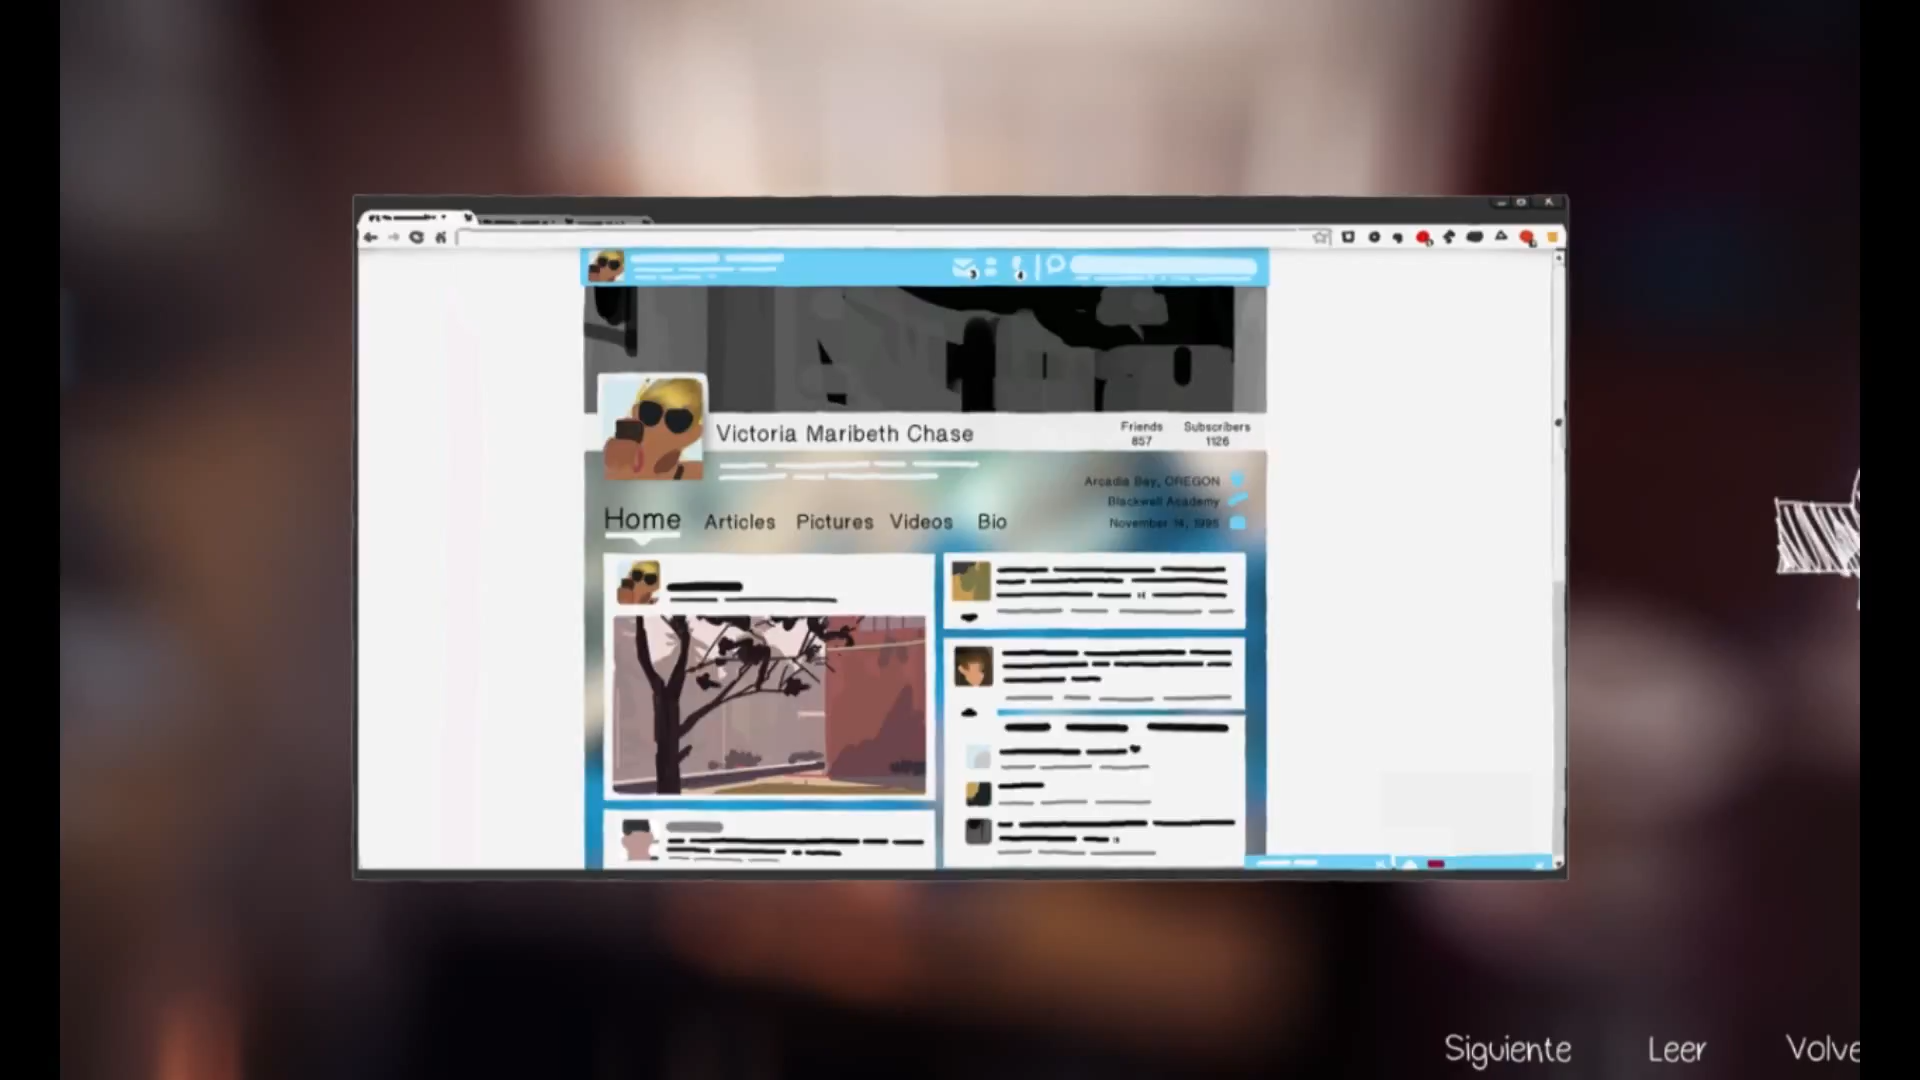 Victoria Maribeth Chase
Friends
857
Subscribers
1126
Arcadia Bay, OREGON
Blackwell Academy
November 14, 1995
Home Articles Pictures Videos Bio
Siguiente Leer Volve